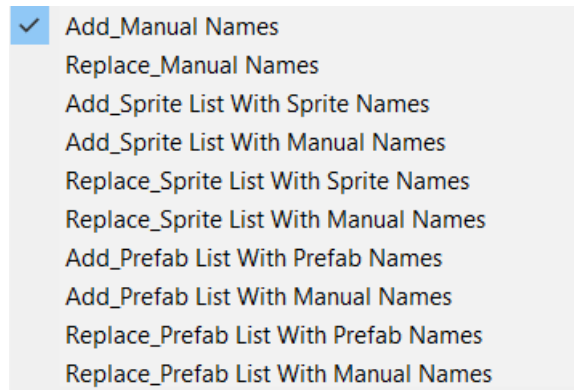 Add_Manual Names
Replace_Manual Names
Add_Sprite List With Sprite Names
Add_Sprite List With Manual Names
Replace_Sprite List With Sprite Names
Replace_Sprite List With Manual Names
Add_Prefab List With Prefab Names
Add_Prefab List With Manual Names
Replace_Prefab List With Prefab Names
Replace_Prefab List With Manual Names